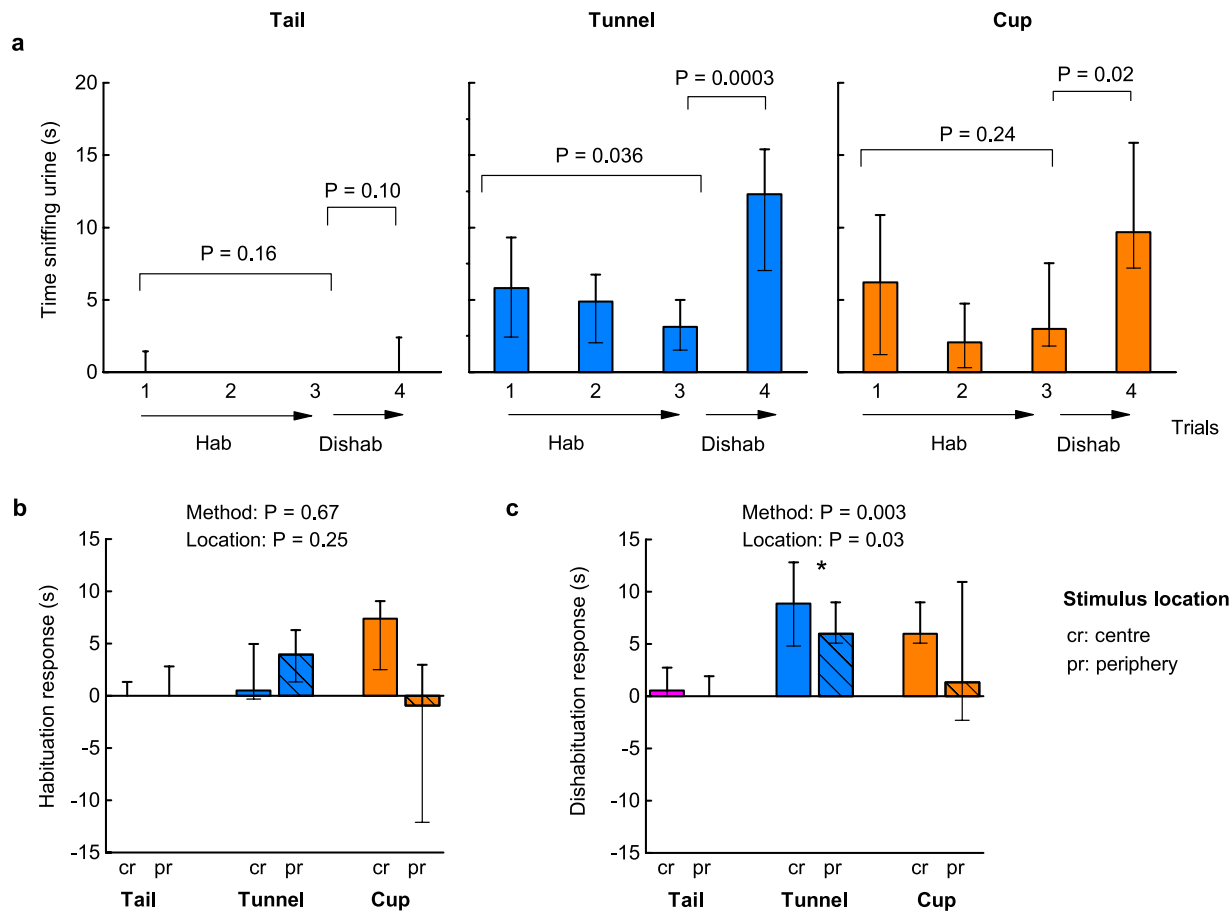 Tail Tunnel Cup
a
20
15
10
5
0
Time sniffing urine (s)
P = 0.16
P = 0.10
P = 0.036
P = 0.0003
P = 0.24
P = 0.02
1 2 3 4
Hab Dishab
1 2 3 4
Hab Dishab
1 2 3 4
Hab Dishab
Trials
b
Method: P = 0.67
Location: P = 0.25
15
10
5
0
-5
-10
-15
Habituation response (s)
cr pr cr pr cr pr
Tail Tunnel Cup
c
Method: P = 0.003
Location: P = 0.03
*
15
10
5
0
-5
-10
-15
Dishabituation response (s)
cr pr cr pr cr pr
Tail Tunnel Cup
Stimulus location
cr: centre
pr: periphery